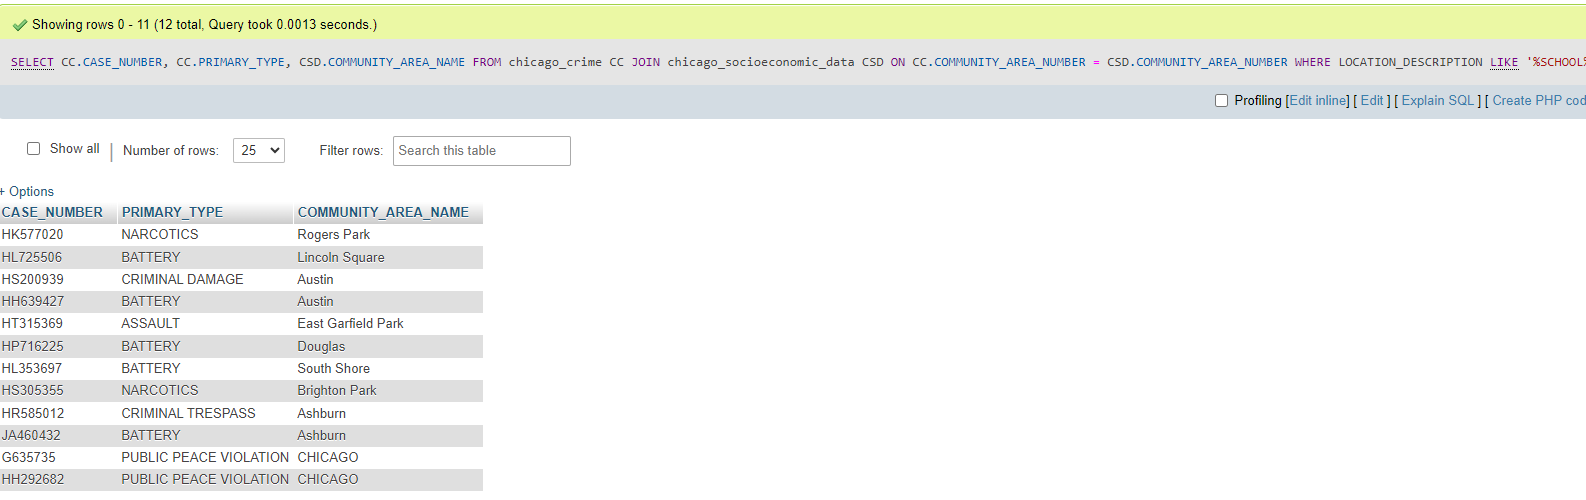 Showing rows 0 - 11 (12 total, Query took 0.0013 seconds.)
SELECT CC.CASE_NUMBER, CC.PRIMARY_TYPE, CSD.COMMUNITY_AREA_NAME FROM chicago_crime CC JOIN chicago_socioeconomic_data CSD ON CC.COMMUNITY_AREA_NUMBER = CSD.COMMUNITY_AREA_NUMBER WHERE LOCATION_DESCRIPTION LIKE '%SCHOOL%
Profiling [Edit inline] [ Edit ] [ Explain SQL ] [ Create PHP cod
Show all | Number of rows: 25 Filter rows: Search this table
+ Options
CASE_NUMBER PRIMARY_TYPE COMMUNITY_AREA_NAME
HK577020 NARCOTICS Rogers Park
HL725506 BATTERY Lincoln Square
HS200939 CRIMINAL DAMAGE Austin
HH639427 BATTERY Austin
HT315369 ASSAULT East Garfield Park
HP716225 BATTERY Douglas
HL353697 BATTERY South Shore
HS305355 NARCOTICS Brighton Park
HR585012 CRIMINAL TRESPASS Ashburn
JA460432 BATTERY Ashburn
G635735 PUBLIC PEACE VIOLATION CHICAGO
HH292682 PUBLIC PEACE VIOLATION CHICAGO